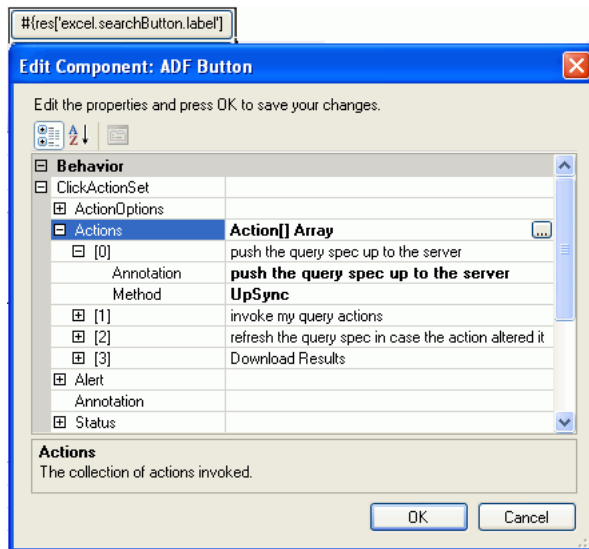 #{res['excel.searchButton.label']
Edit Component: ADF Button
Edit the properties and press OK to save your changes.
Behavior
ClickActionSet
ActionOptions
Actions Action[] Array ...
[0] push the query spec up to the server
Annotation push the query spec up to the server
Method UpSync
[1] invoke my query actions
[2] refresh the query spec in case the action altered it
[3] Download Results
Alert
Annotation
Status
Actions
The collection of actions invoked.
OK Cancel